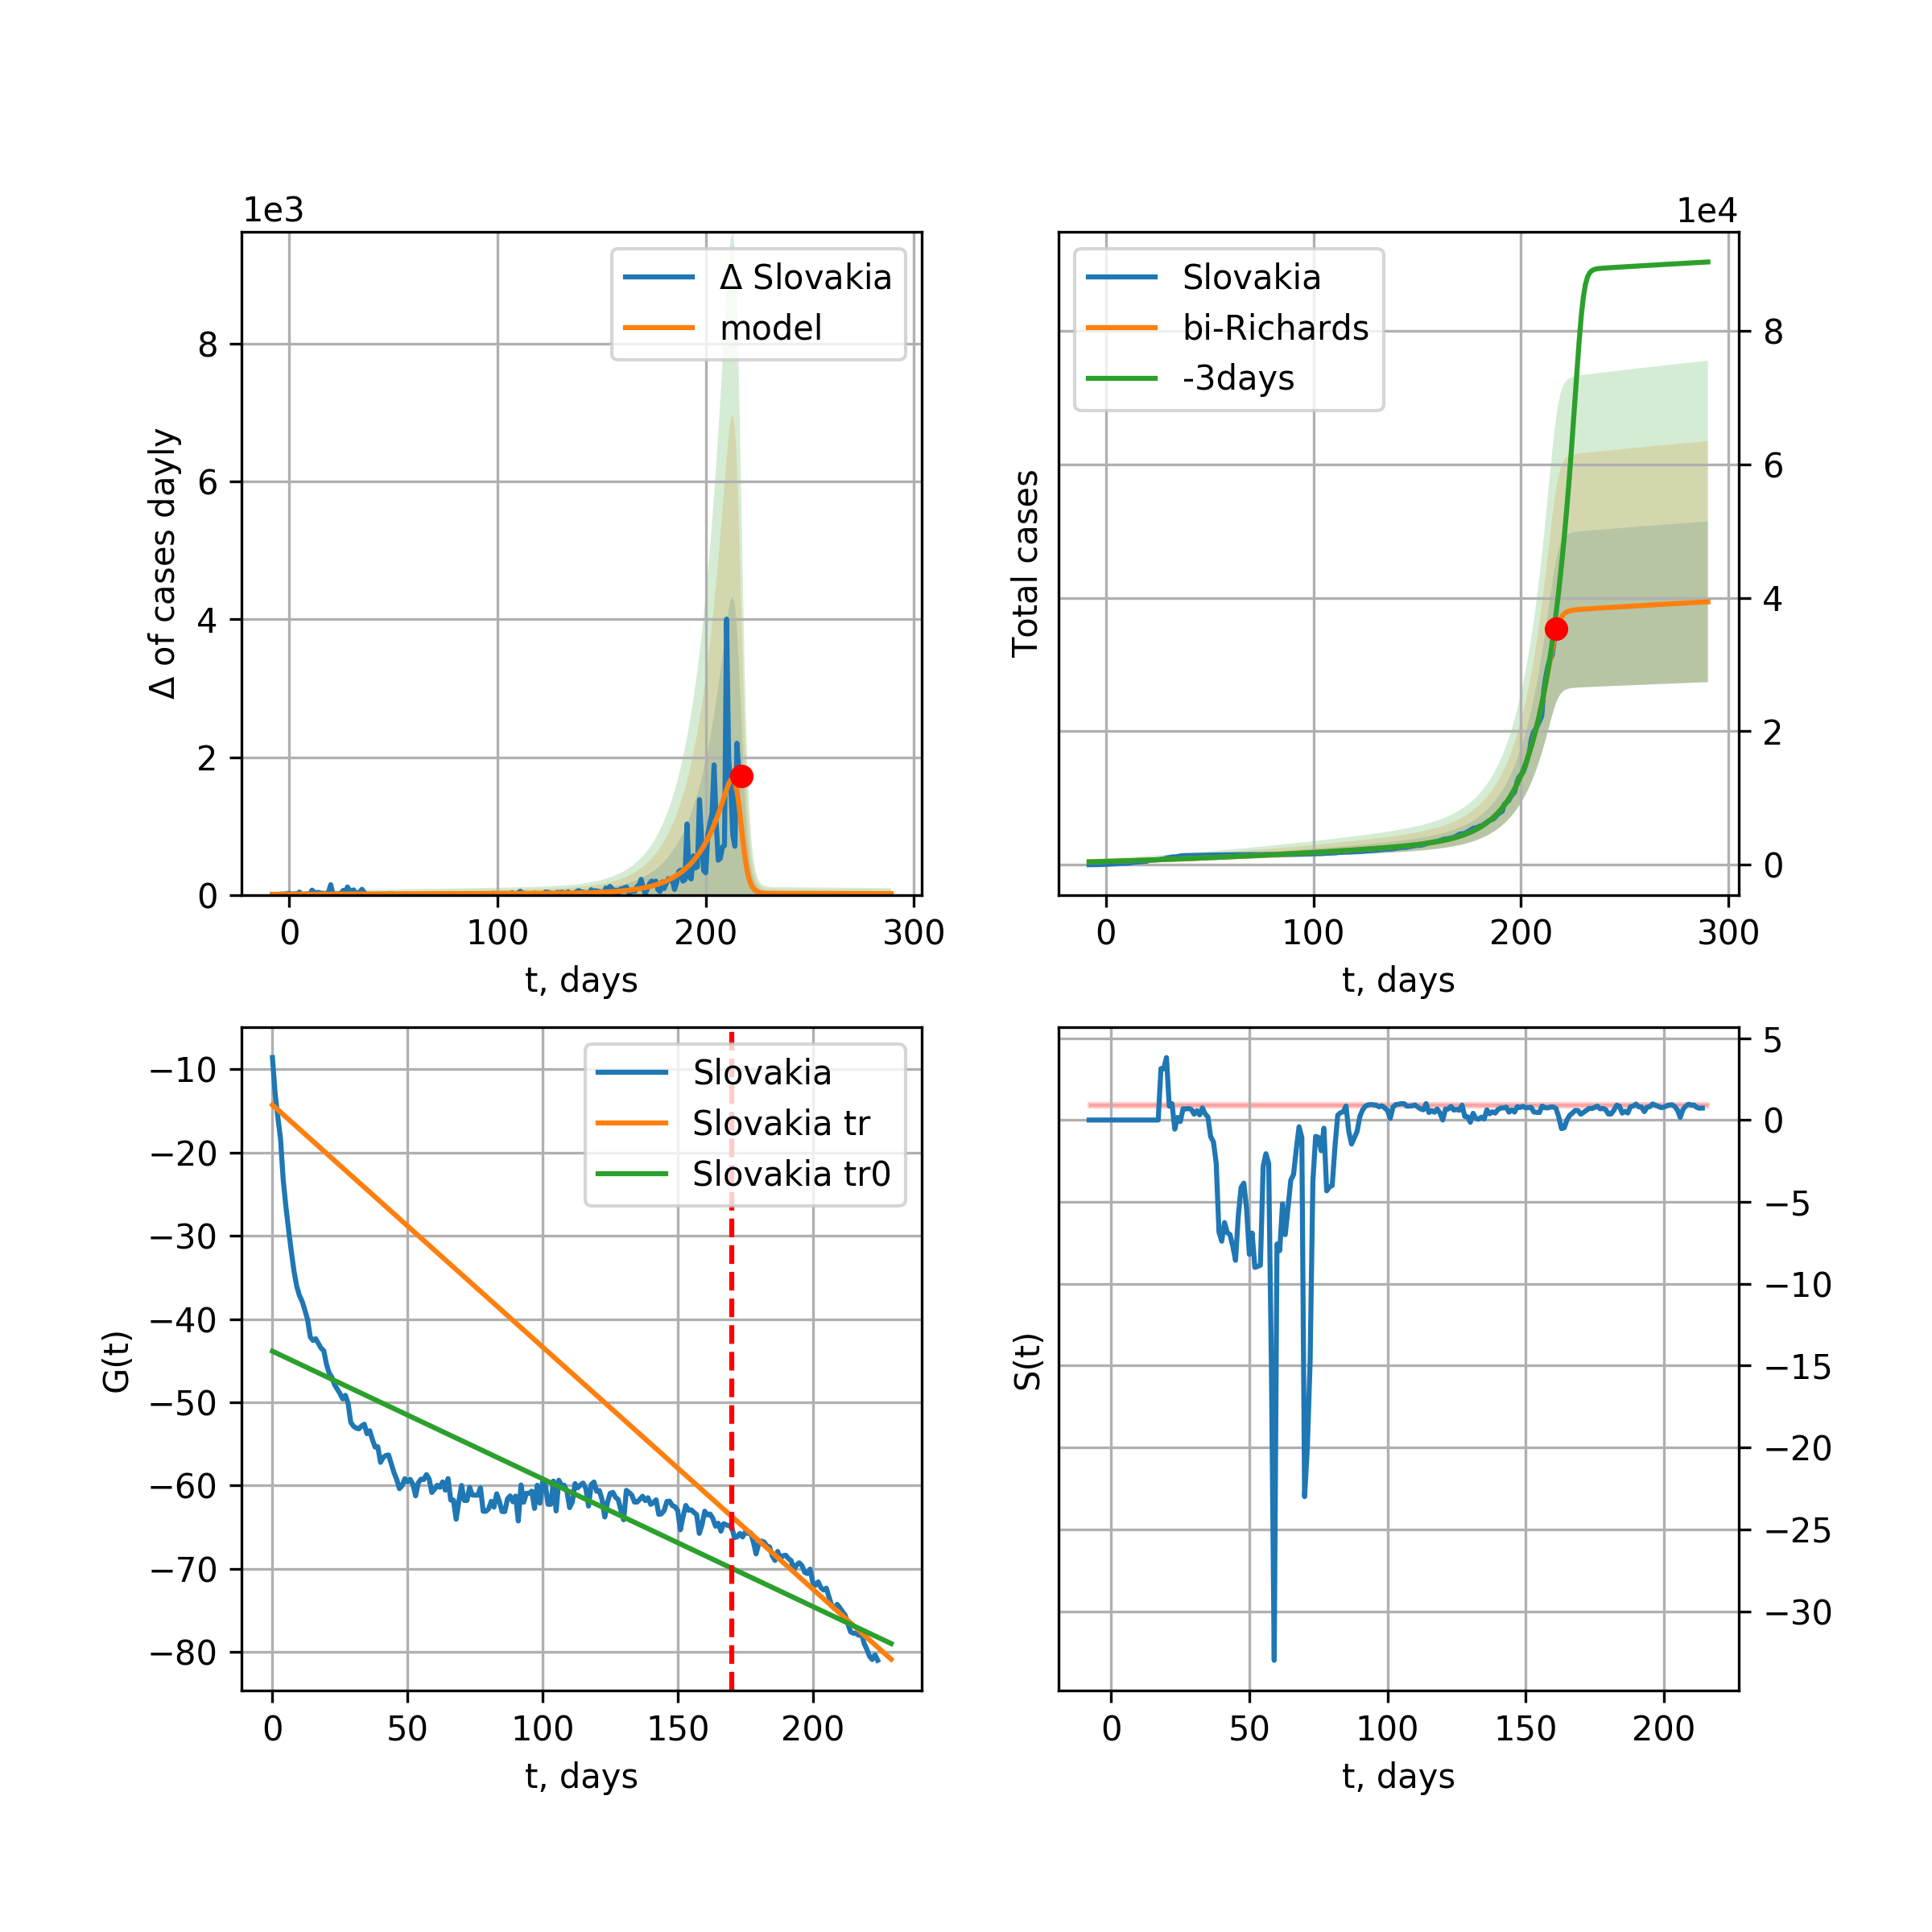 1e3
Δ Slovakia
model
8
6
4
2
0
Δ of cases dayly
0 100 200 300
t, days
1e4
Slovakia
bi-Richards
-3days
8
6
4
2
0
Total cases
0 100 200 300
t, days
Slovakia
Slovakia tr
Slovakia tr0
−10
−20
−30
−40
−50
−60
−70
−80
G(t)
0 50 100 150 200
t, days
5
0
−5
−10
−15
−20
−25
−30
S(t)
0 50 100 150 200
t, days